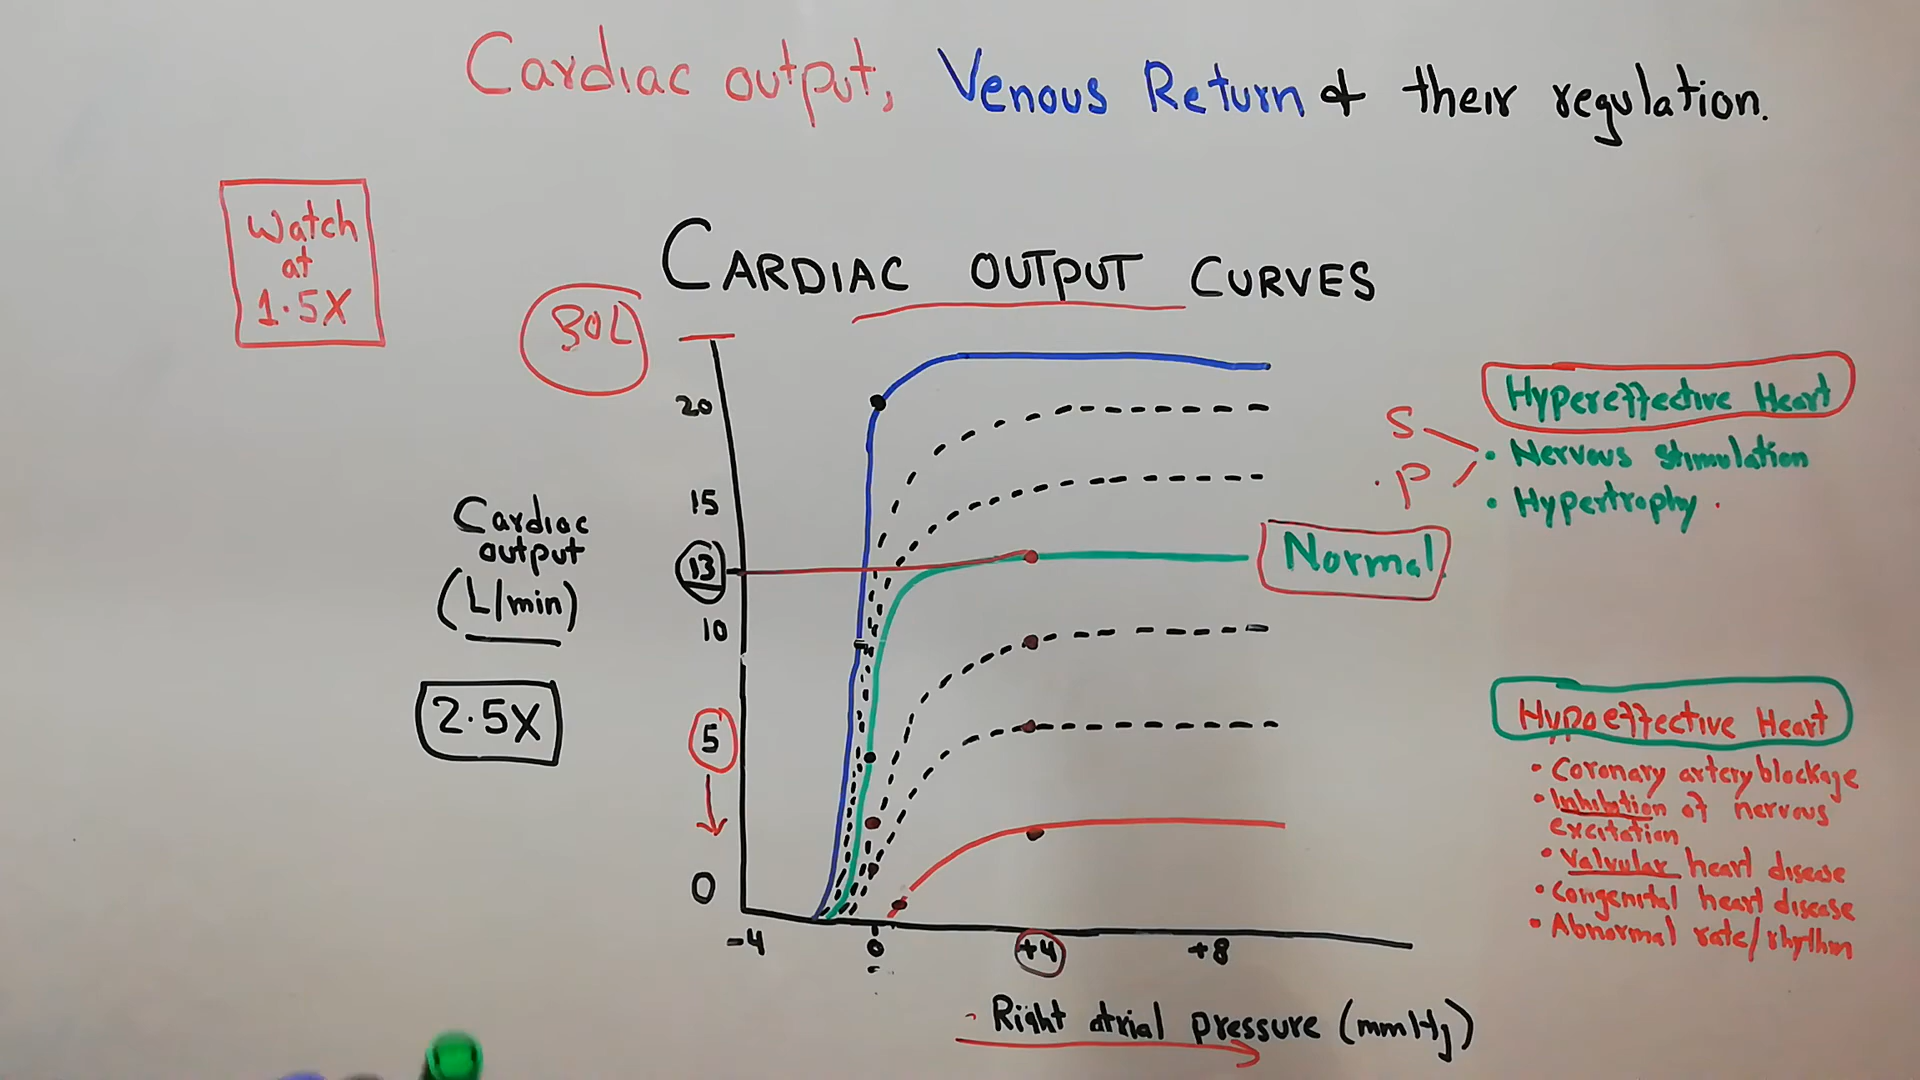 Cardiac output, Venous Return & their regulation.
Watch
at
1.5X
CARDIAC OUTPUT CURVES
30L
20
15
13
10
5
0
Cardiac
output
(L/min)
2.5X
Hypereffective Heart
S
P
• Nervous stimulation
• Hypertrophy
Normal
Hypoeffective Heart
• Coronary artery blockage
• Inhibition of nervous
excitation
• Valvular heart disease
• Congenital heart disease
• Abnormal rate/rhythm
-4 0 +4 +8
Right atrial pressure (mmHg)